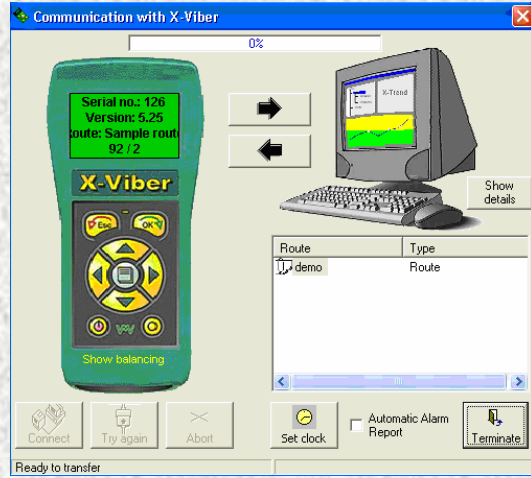 Communication with X-Viber
0%
Serial no.: 126
Version: 5.25
oute: Sample rout
92 / 2
X-Viber
Esc
OK
Show balancing
X-Trend
Show
details
Route Type
demo Route
Connect
Try again
Abort
Set clock
Automatic Alarm
Report
Terminate
Ready to transfer